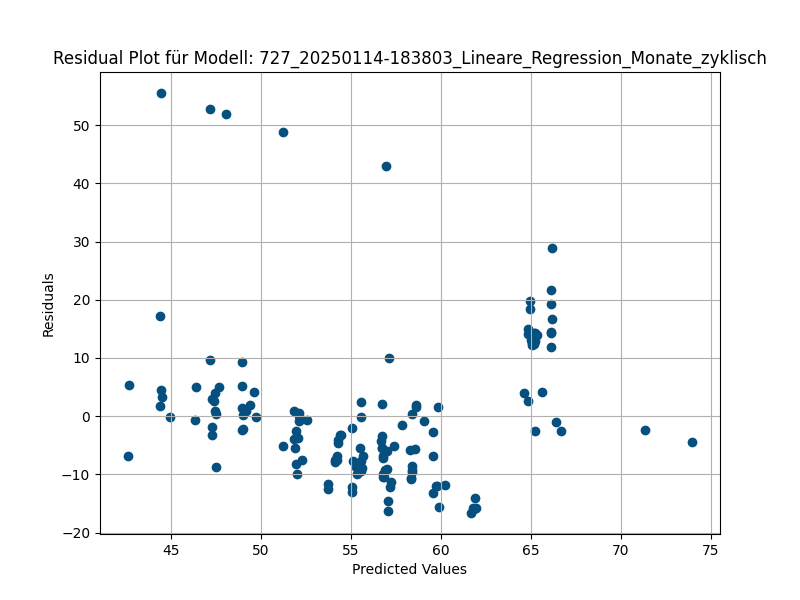 Residual Plot für Modell: 727_20250114-183803_Lineare_Regression_Monate_zyklisch
Residuals
50
40
30
20
10
0
−10
−20
45 50 55 60 65 70 75
Predicted Values